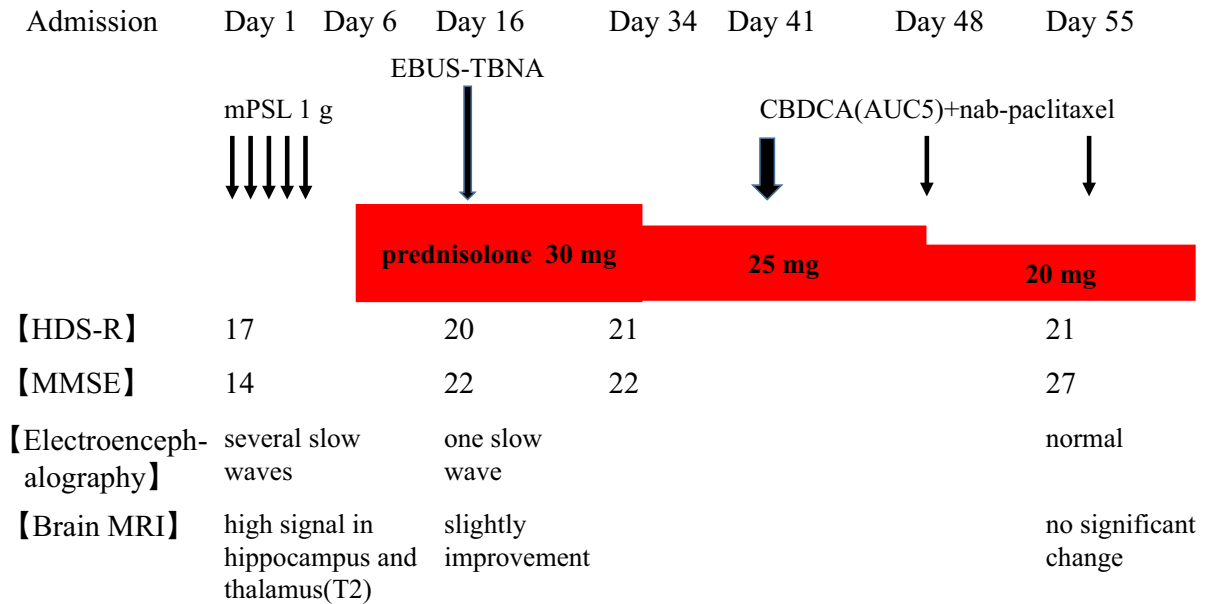 Admission Day 1 Day 6 Day 16 Day 34 Day 41 Day 48 Day 55
EBUS-TBNA
mPSL 1 g CBDCA(AUC5)+nab-paclitaxel
prednisolone 30 mg 25 mg 20 mg
【HDS-R】 17 20 21 21
【MMSE】 14 22 22 27
【Electroenceph- several slow one slow normal
alography】 waves wave
【Brain MRI】 high signal in slightly no significant
hippocampus and improvement change
thalamus(T2)